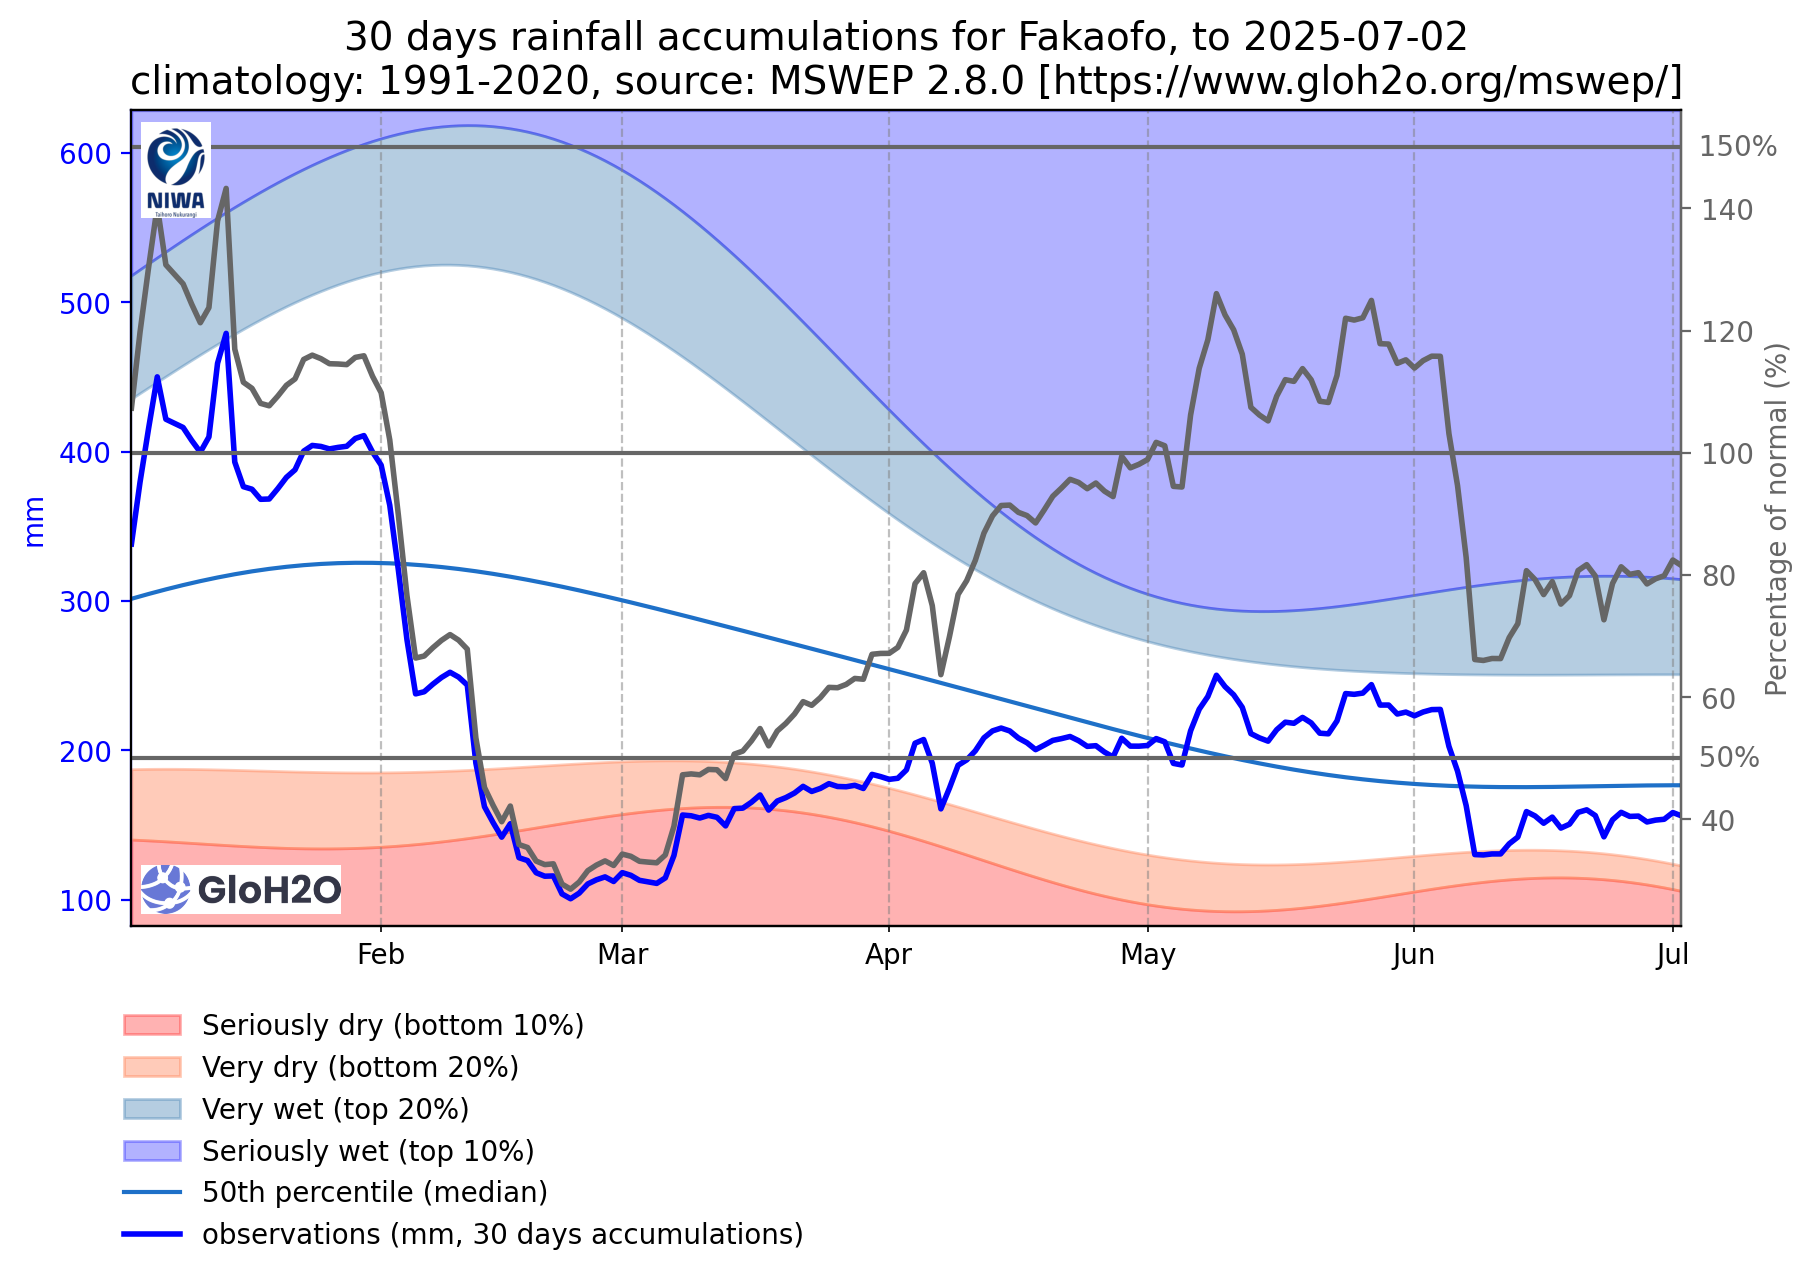 30 days rainfall accumulations for Fakaofo, to 2025-07-02
climatology: 1991-2020, source: MSWEP 2.8.0 [https://www.gloh2o.org/mswep/]
600
500
400
300
200
100
mm
150%
140
120
100
80
60
50%
40
Percentage of normal (%)
NIWA
Taihoro Nukurangi
GloH2O
Feb
Mar
Apr
May
Jun
Jul
Seriously dry (bottom 10%)
Very dry (bottom 20%)
Very wet (top 20%)
Seriously wet (top 10%)
50th percentile (median)
observations (mm, 30 days accumulations)